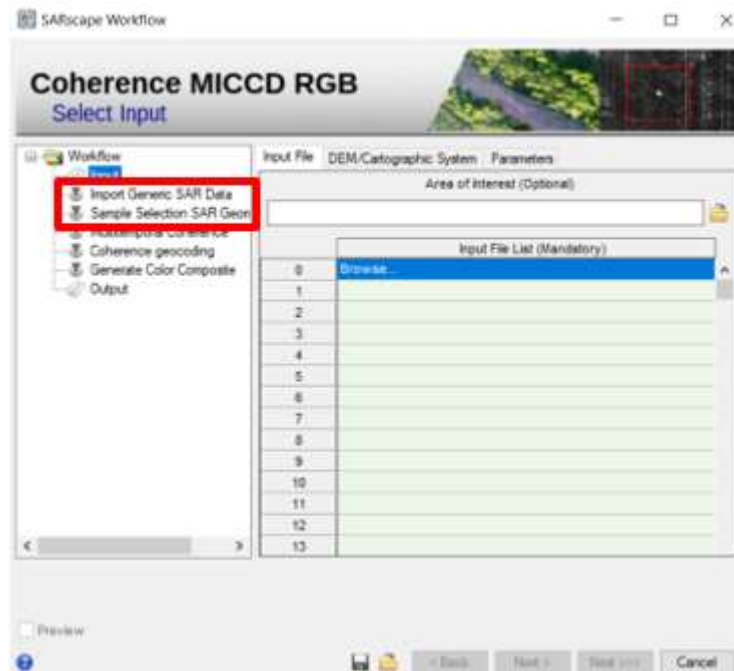 SARscape Workflow
Coherence MICCD RGB
Select Input
Workflow
Input
Import Generic SAR Data
Sample Selection SAR Geom
Multitemporal Coherence
Coherence geocoding
Generate Color Composite
Output
Input File DEM/Cartographic System Parameters
Area of Interest (Optional)
Input File List (Mandatory)
0 Browse...
1
2
3
4
5
6
7
8
9
10
11
12
13
Preview
< Back Next > Next >>> Cancel